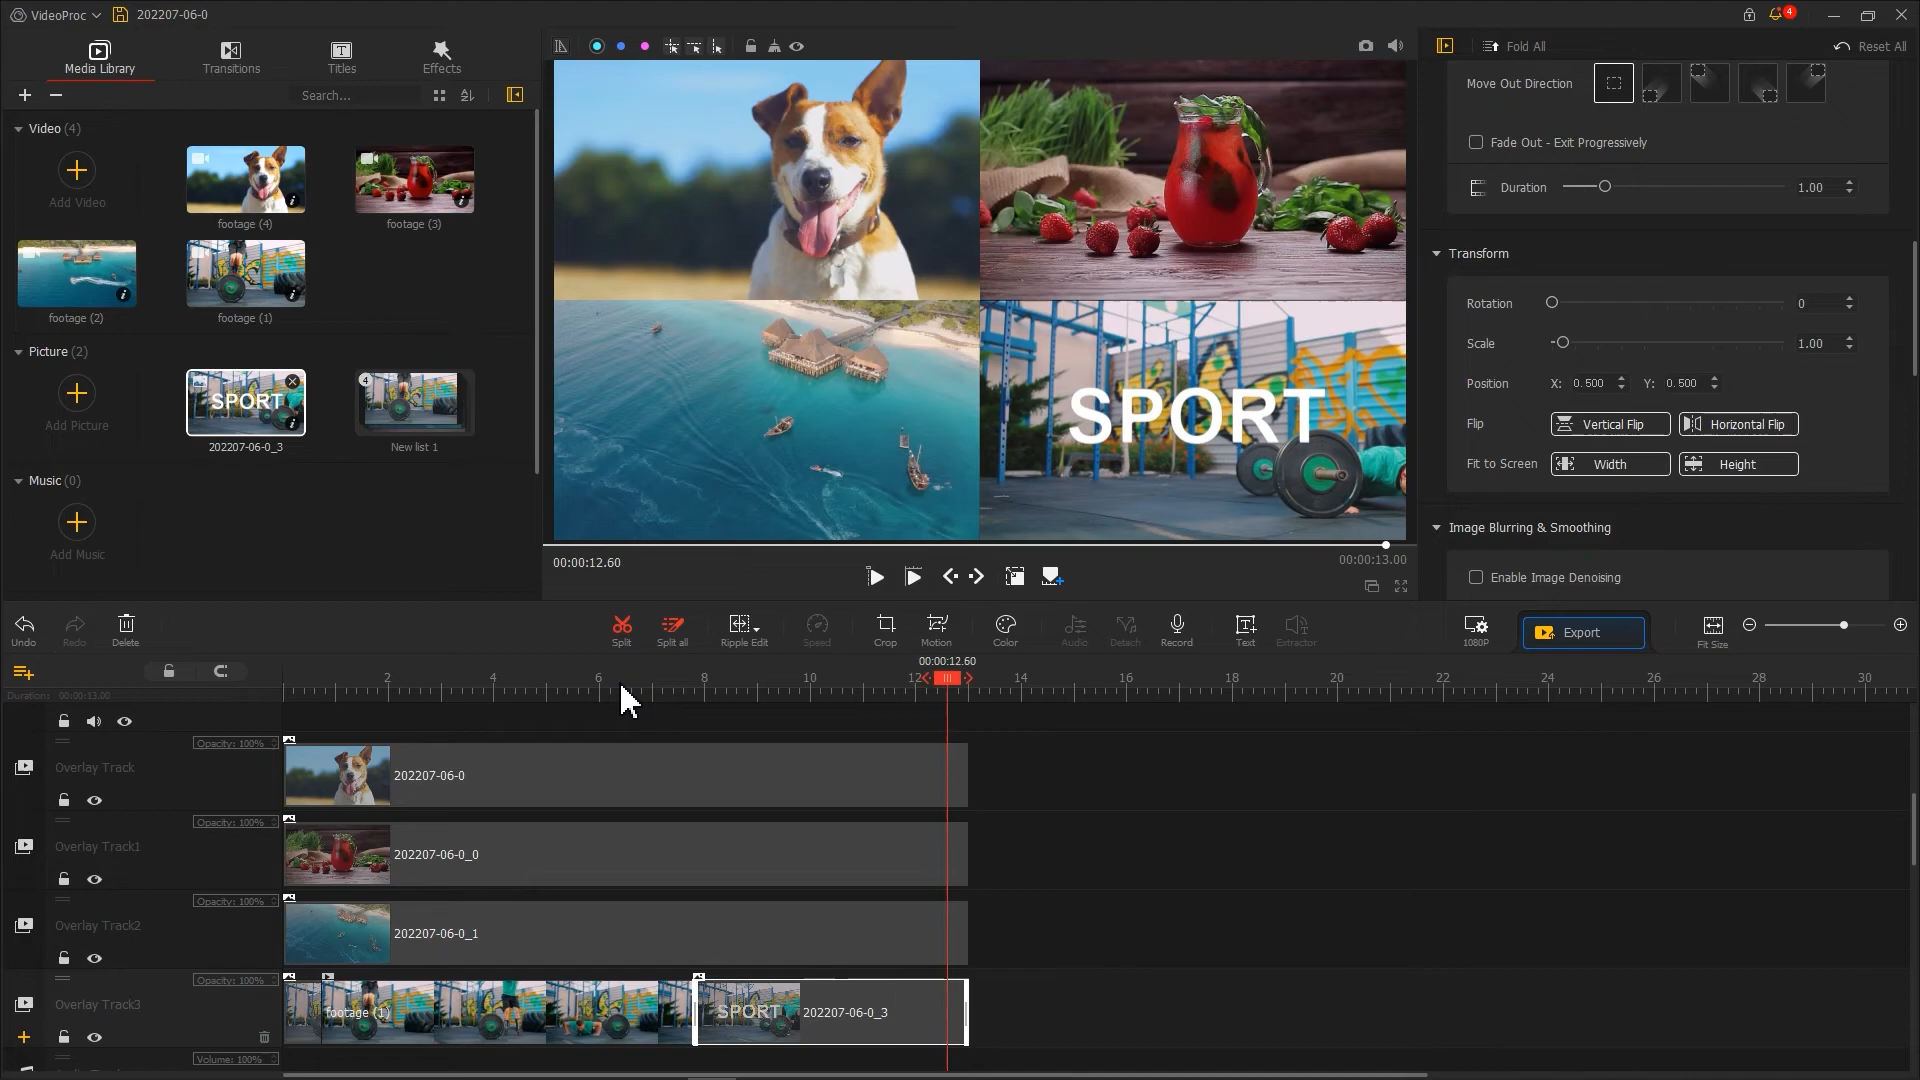 VideoProc
202207-06-0
4
Media Library
Transitions
Titles
Effects
Search...
Fold All
Reset All
Move Out Direction
Fade Out - Exit Progressively
Duration
1.00
Video (4)
Add Video
footage (4)
footage (3)
footage (2)
footage (1)
Picture (2)
Add Picture
SPORT
202207-06-0_3
4
New list 1
Music (0)
Add Music
SPORT
00:00:12.60
00:00:13.00
Transform
Rotation
0
Scale
1.00
Position
X: 0.500
Y: 0.500
Flip
Vertical Flip
Horizontal Flip
Fit to Screen
Width
Height
Image Blurring & Smoothing
Enable Image Denoising
Undo
Redo
Delete
Split
Split all
Ripple Edit
Speed
Crop
Motion
Color
Audio
Detach
Record
Text
Extractor
1080P
Export
Fit Size
00:00:12.60
2 4 6 8 10 12 14 16 18 20 22 24 26 28 30
Duration: 00:00:13.00
Opacity: 100%
Overlay Track
202207-06-0
Opacity: 100%
Overlay Track1
202207-06-0_0
Opacity: 100%
Overlay Track2
202207-06-0_1
Opacity: 100%
Overlay Track3
footage (1)
SPORT
202207-06-0_3
Volume: 100%